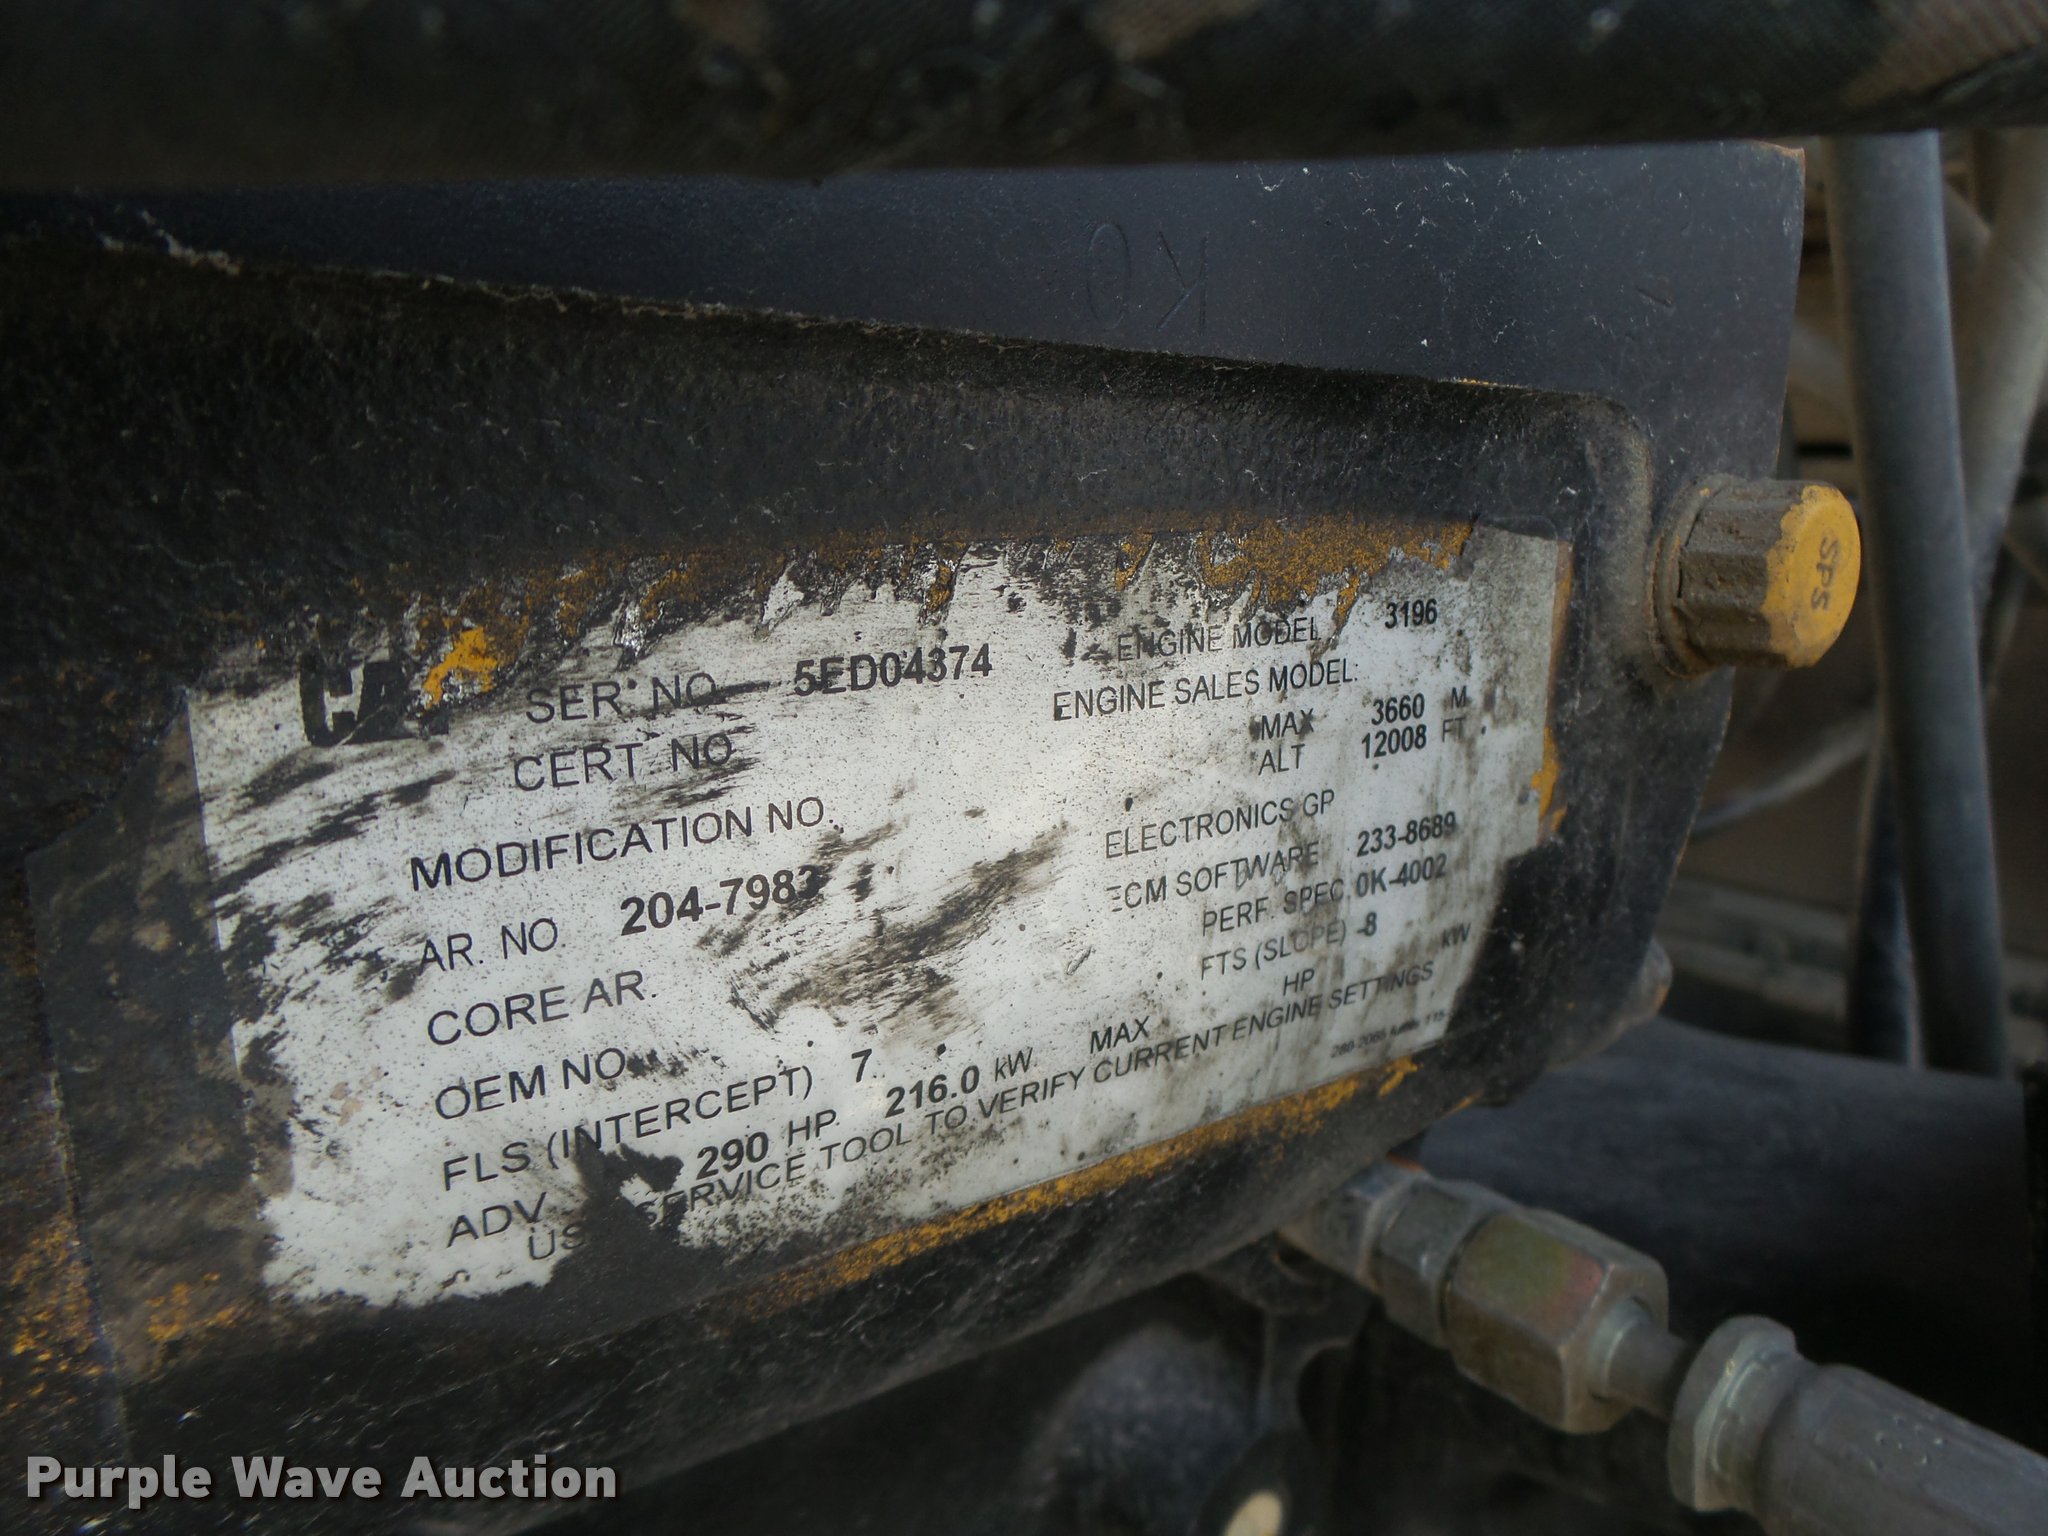 KO
SPS
CAT
SER. NO 5ED04374
ENGINE MODEL 3196
CERT. NO
ENGINE SALES MODEL:
MODIFICATION NO.
MAX 3660 M
ALT 12008 FT
AR. NO. 204-7983
ELECTRONICS GP
CORE AR.
ECM SOFTWARE 233-8689
OEM NO
PERF. SPEC. 0K-4002
FLS (INTERCEPT) 7
FTS (SLOPE) -8
ADV 290 HP 216.0 kW MAX HP kW
SERVICE TOOL TO VERIFY CURRENT ENGINE SETTINGS
Purple Wave Auction